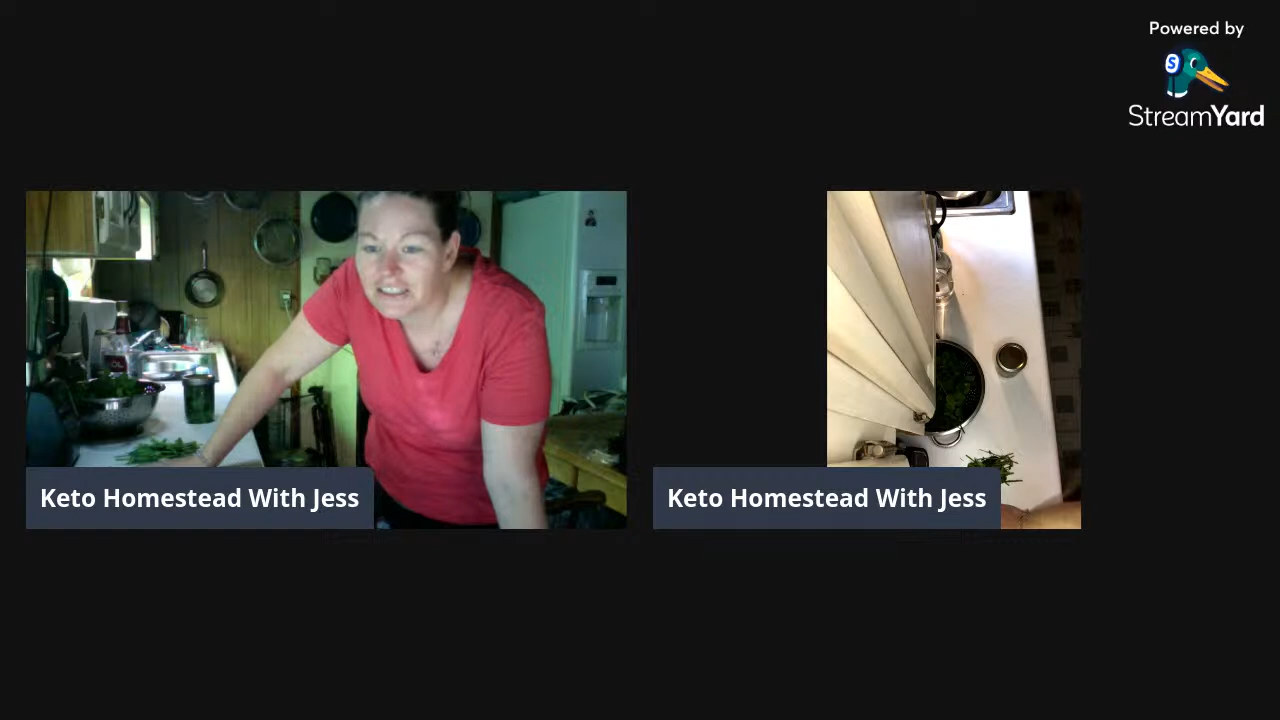 Powered by
S
StreamYard
Keto Homestead With Jess
Keto Homestead With Jess